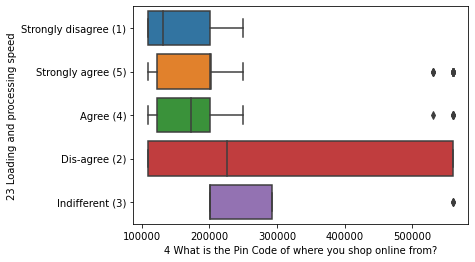 23 Loading and processing speed
Strongly disagree (1)
Strongly agree (5)
Agree (4)
Dis-agree (2)
Indifferent (3)
100000 200000 300000 400000 500000
4 What is the Pin Code of where you shop online from?